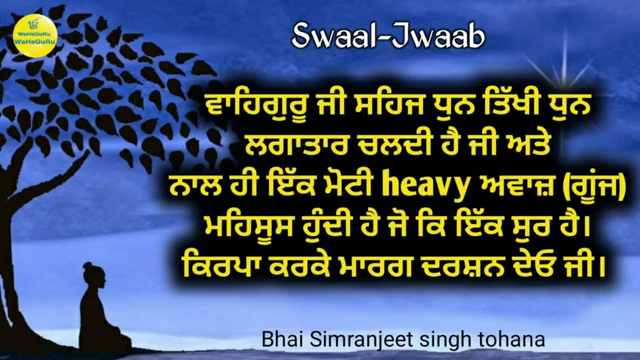 ੴ
WaHeGuRu
WaHeGuRu
Swaal-Jwaab
ਵਾਹਿਗੁਰੂ ਜੀ ਸਹਿਜ ਧੁਨ ਤਿੱਖੀ ਧੁਨ
ਲਗਾਤਾਰ ਚਲਦੀ ਹੈ ਜੀ ਅਤੇ
ਨਾਲ ਹੀ ਇੱਕ ਮੋਟੀ heavy ਅਵਾਜ਼ (ਗੂੰਜ)
ਮਹਿਸੂਸ ਹੁੰਦੀ ਹੈ ਜੋ ਕਿ ਇੱਕ ਸੁਰ ਹੈ।
ਕਿਰਪਾ ਕਰਕੇ ਮਾਰਗ ਦਰਸ਼ਨ ਦੇਓ ਜੀ।
Bhai Simranjeet singh tohana